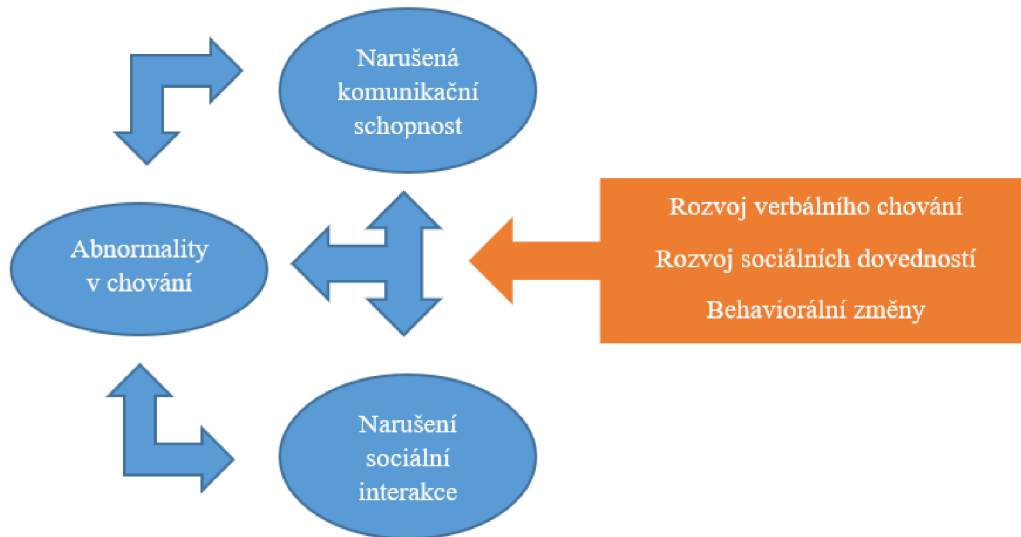 Narušená
komunikační
schopnost
Abnormality
v chování
Rozvoj verbálního chování
Rozvoj sociálních dovedností
Behaviorální změny
Narušení
sociální
interakce